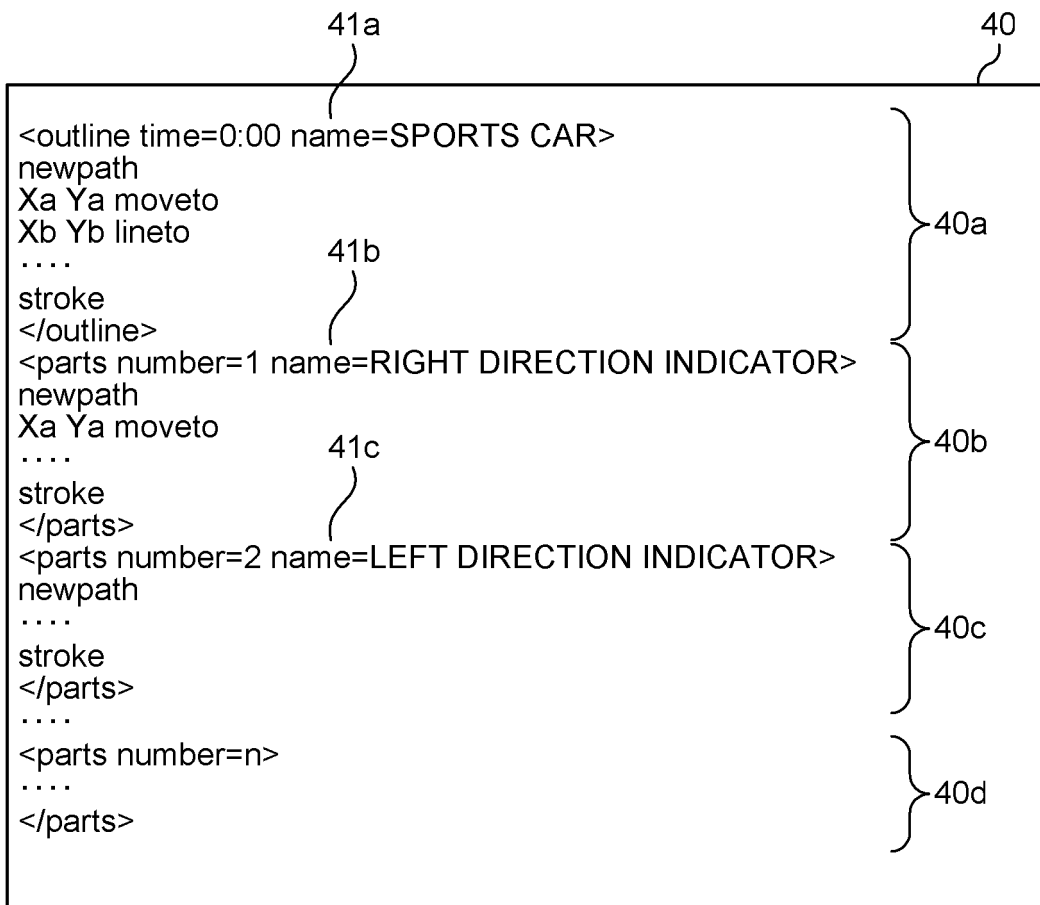 41a 40
<outline time=0:00 name=SPORTS CAR>
newpath
Xa Ya moveto
Xb Yb lineto
40a
....
41b
stroke
</outline>
<parts number=1 name=RIGHT DIRECTION INDICATOR>
newpath
Xa Ya moveto
40b
....
41c
stroke
</parts>
<parts number=2 name=LEFT DIRECTION INDICATOR>
newpath
....
40c
stroke
</parts>
....
<parts number=n>
....
40d
</parts>